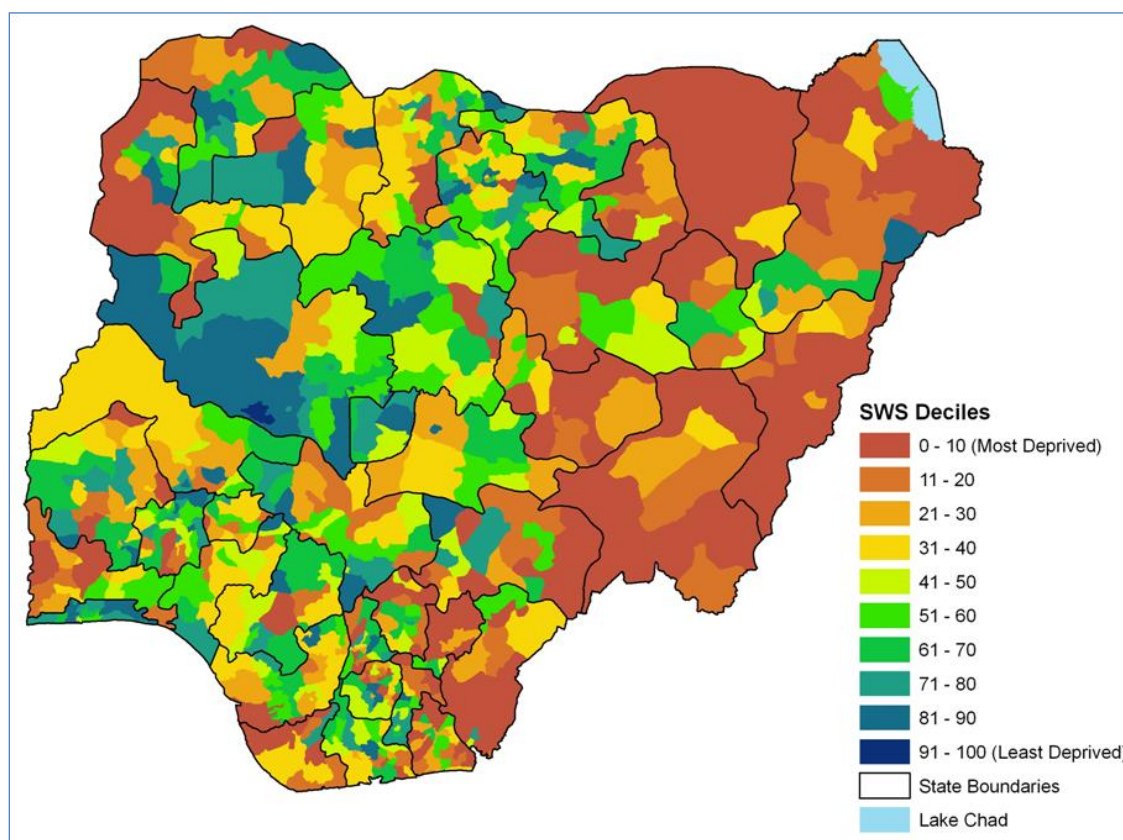 SWS Deciles
0 - 10 (Most Deprived)
11 - 20
21 - 30
31 - 40
41 - 50
51 - 60
61 - 70
71 - 80
81 - 90
91 - 100 (Least Deprived)
State Boundaries
Lake Chad